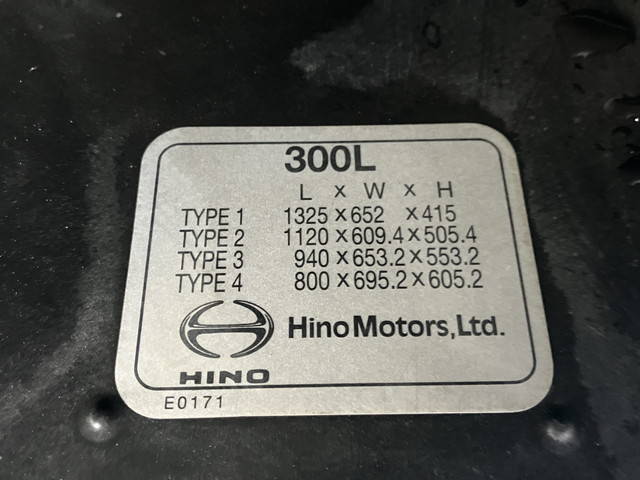 300L
L x W x H
TYPE 1 1325 × 652 × 415
TYPE 2 1120 × 609.4 × 505.4
TYPE 3 940 × 653.2 × 553.2
TYPE 4 800 × 695.2 × 605.2
Hino Motors, Ltd.
HINO
E0171